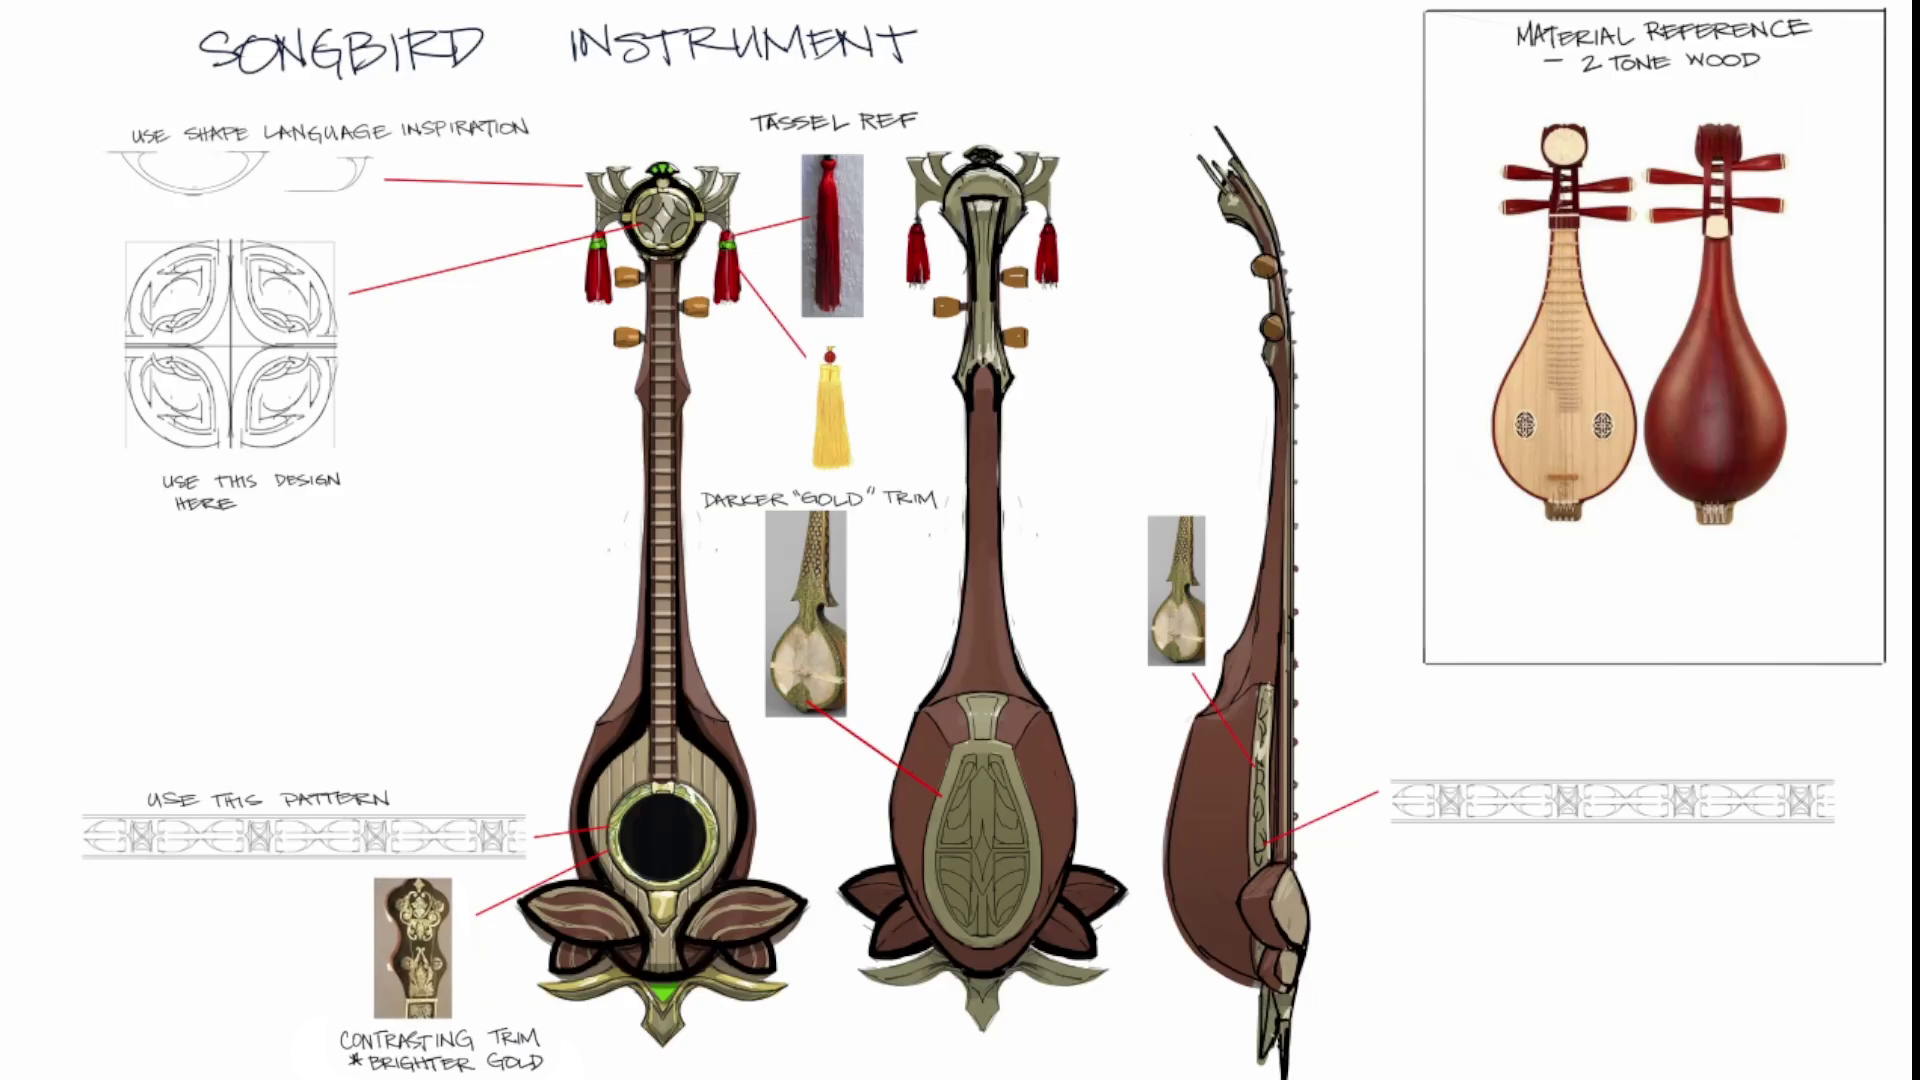 SONGBIRD INSTRUMENT
MATERIAL REFERENCE
- 2 TONE WOOD
USE SHAPE LANGUAGE INSPIRATION
TASSEL REF
USE THIS DESIGN
HERE
DARKER "GOLD" TRIM
USE THIS PATTERN
CONTRASTING TRIM
*BRIGHTER GOLD